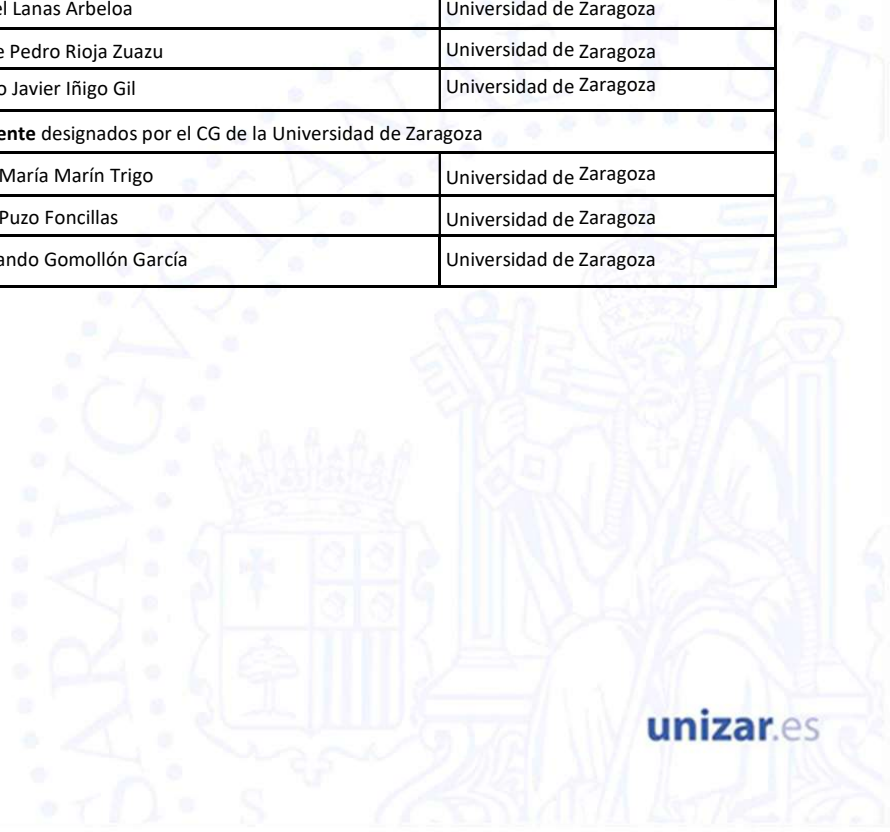 el Lanas Arbeloa Universidad de Zaragoza
e Pedro Rioja Zuazu Universidad de Zaragoza
o Javier Iñigo Gil Universidad de Zaragoza
ente designados por el CG de la Universidad de Zaragoza
María Marín Trigo Universidad de Zaragoza
Puzo Foncillas Universidad de Zaragoza
ando Gomollón García Universidad de Zaragoza
unizar.es